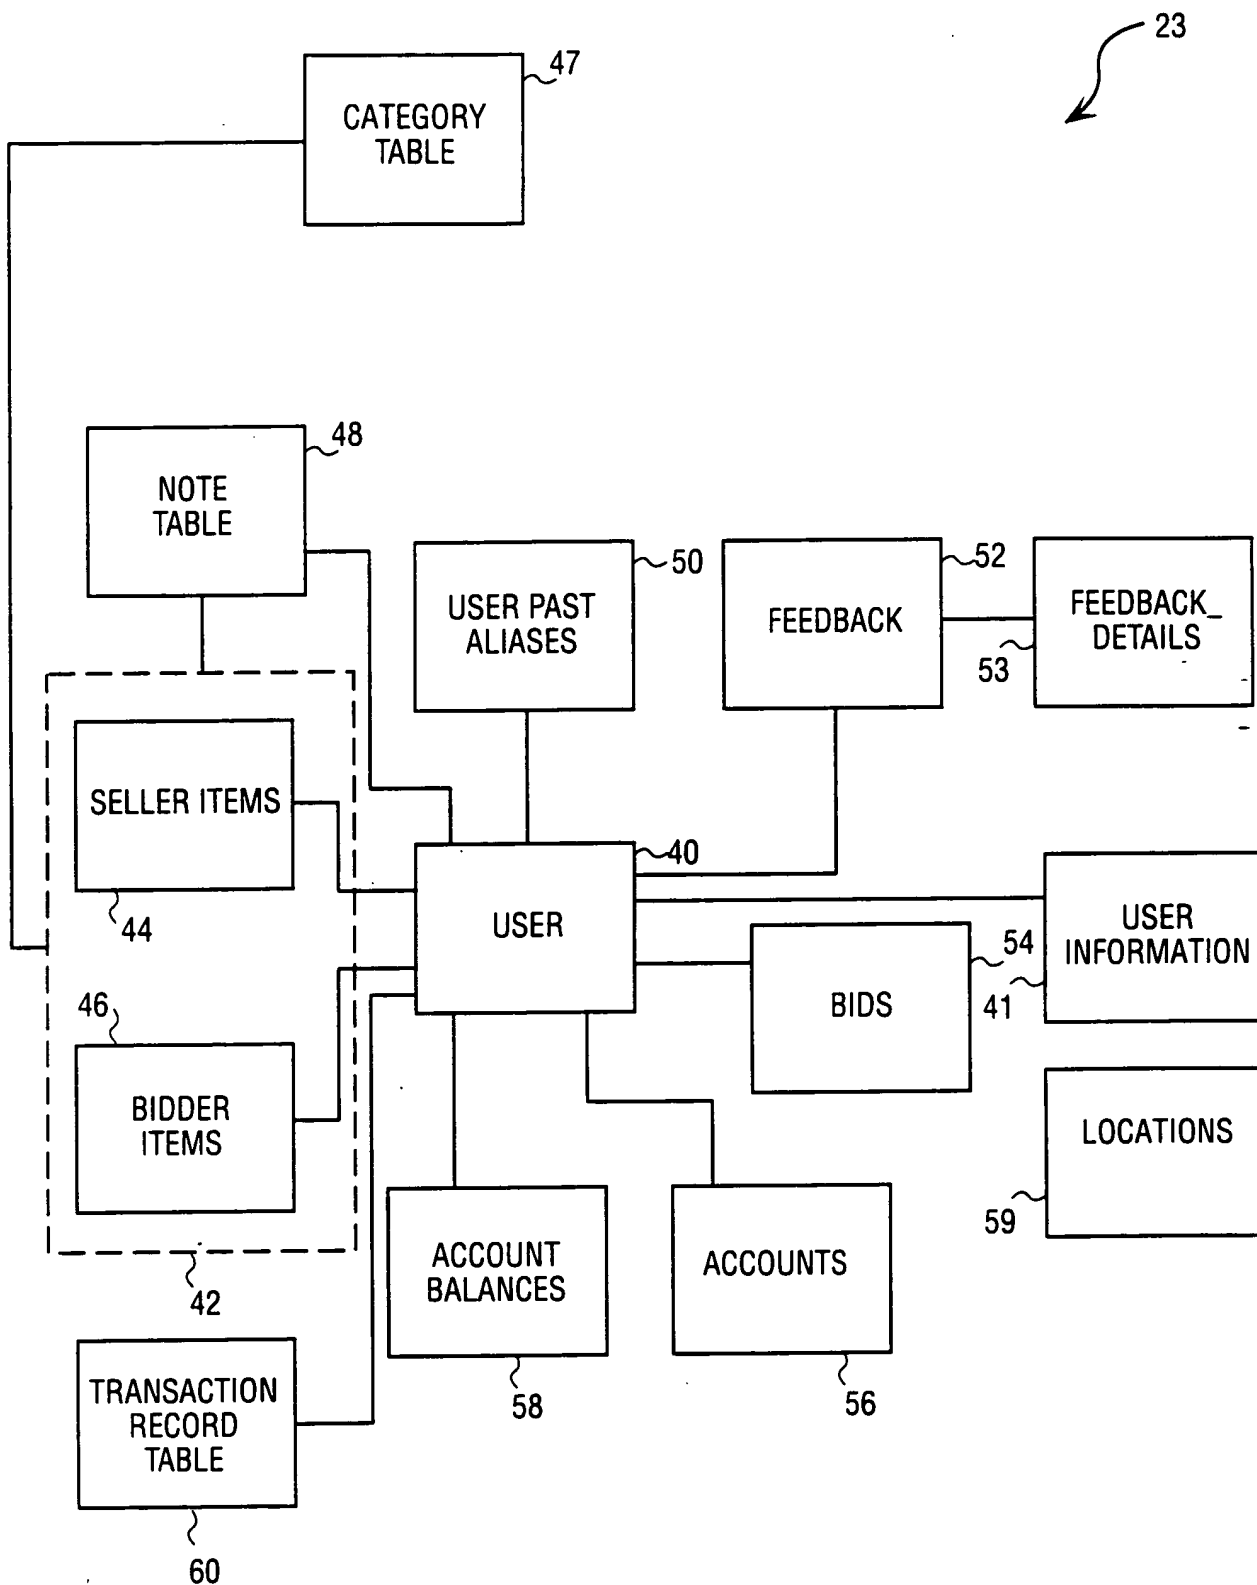 23
47
CATEGORY
TABLE
48
NOTE
TABLE
50
USER PAST
ALIASES
52
FEEDBACK
FEEDBACK_
DETAILS
53
SELLER ITEMS
44
40
USER
USER
INFORMATION
41
54
BIDS
46
BIDDER
ITEMS
LOCATIONS
59
42
ACCOUNT
BALANCES
58
ACCOUNTS
56
TRANSACTION
RECORD
TABLE
60